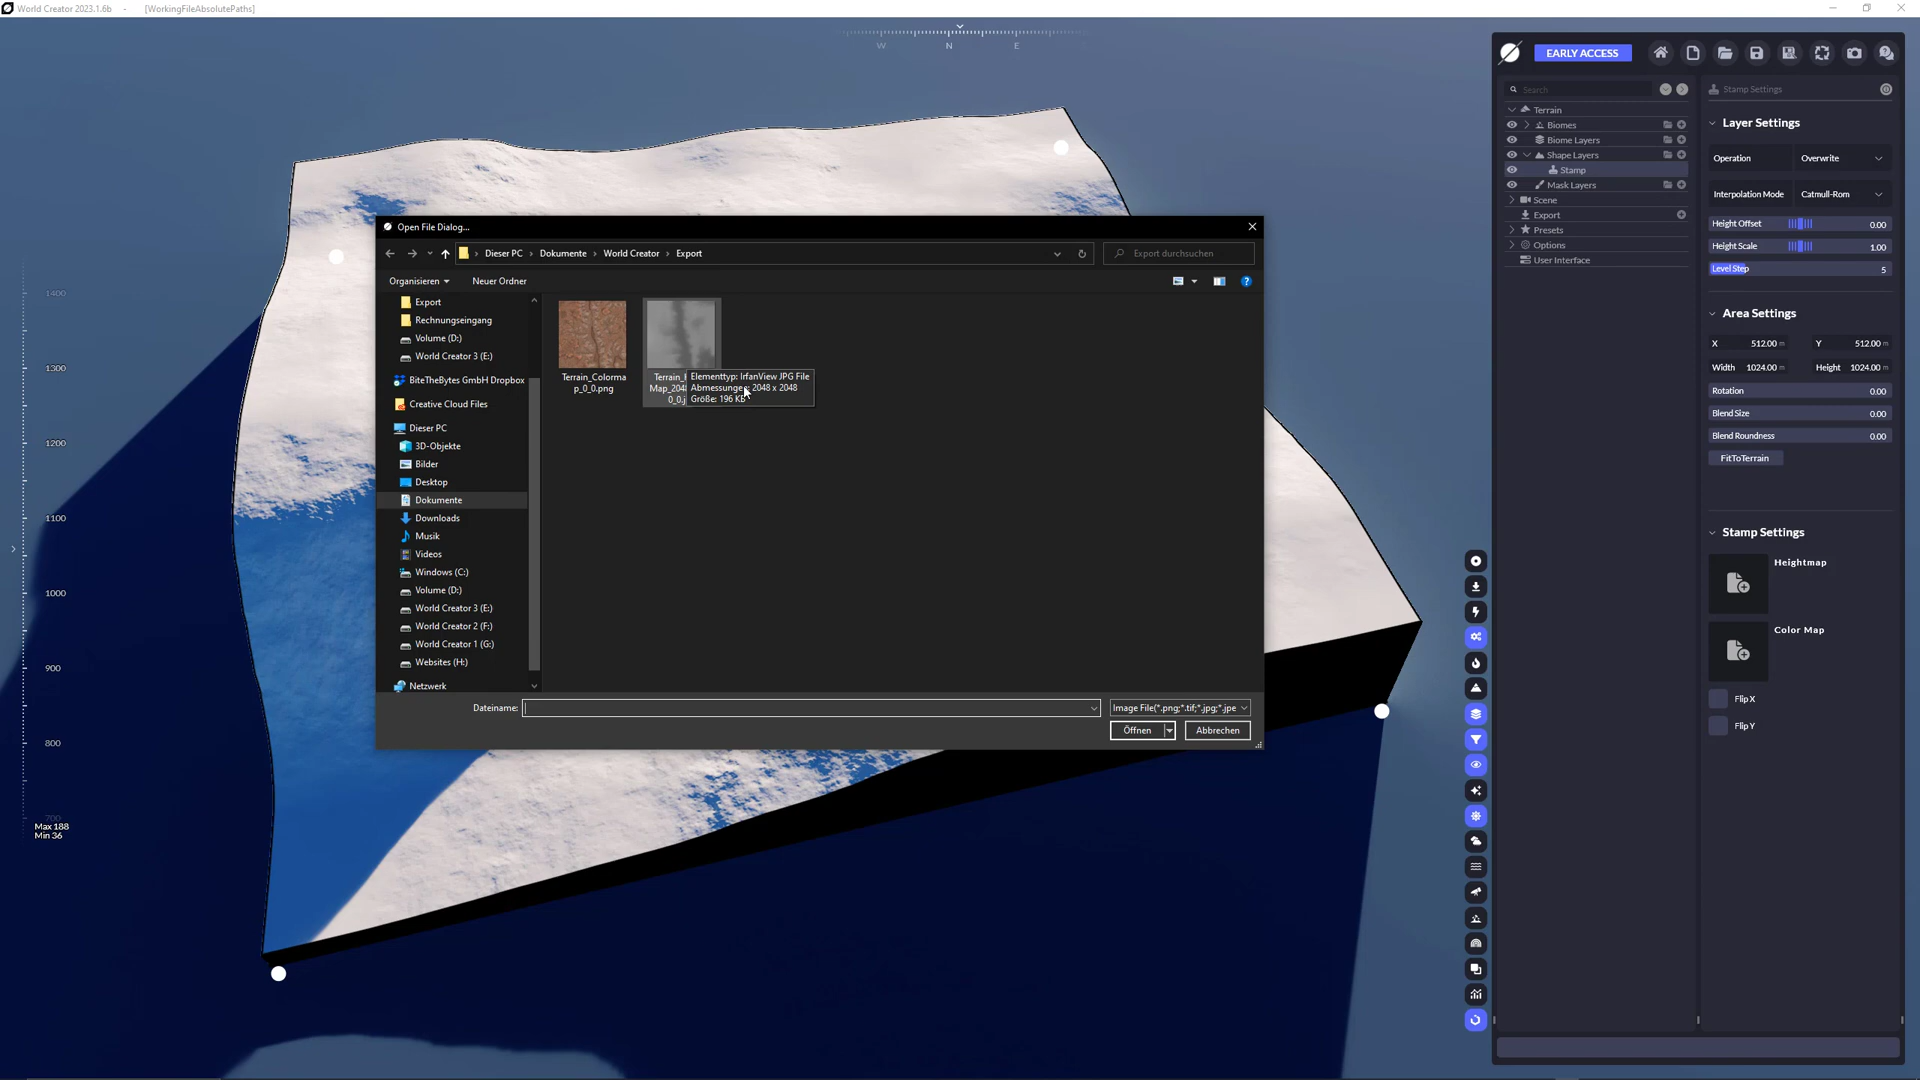 World Creator 2023.1.6b - [WorkingFileAbsolutePaths]
W N E
EARLY ACCESS
Search
Terrain
Biomes
Biome Layers
Shape Layers
Stamp
Mask Layers
Scene
Export
Presets
Options
User Interface
Stamp Settings
Layer Settings
Operation Overwrite
Interpolation Mode Catmull-Rom
Height Offset 0.00
Height Scale 1.00
Level Step 5
Area Settings
X 512.00 m Y 512.00 m
Width 1024.00 m Height 1024.00 m
Rotation 0.00
Blend Size 0.00
Blend Roundness 0.00
FitToTerrain
Stamp Settings
Heightmap
Color Map
Flip X
Flip Y
1400
1300
1200
1100
1000
900
800
700
Max 188
Min 36
Open File Dialog...
Dieser PC › Dokumente › World Creator › Export
Export durchsuchen
Organisieren
Neuer Ordner
Export
Rechnungseingang
Volume (D:)
World Creator 3 (E:)
BiteTheBytes GmbH Dropbox
Creative Cloud Files
Dieser PC
3D-Objekte
Bilder
Desktop
Dokumente
Downloads
Musik
Videos
Windows (C:)
Volume (D:)
World Creator 3 (E:)
World Creator 2 (F:)
World Creator 1 (G:)
Websites (H:)
Netzwerk
Terrain_Colorma
p_0_0.png
Elementtyp: IrfanView JPG File
2048 x 2048
Größe: 196 KB
Dateiname:
Image File(*.png;*.tif;*.jpg;*.jpe
Öffnen
Abbrechen